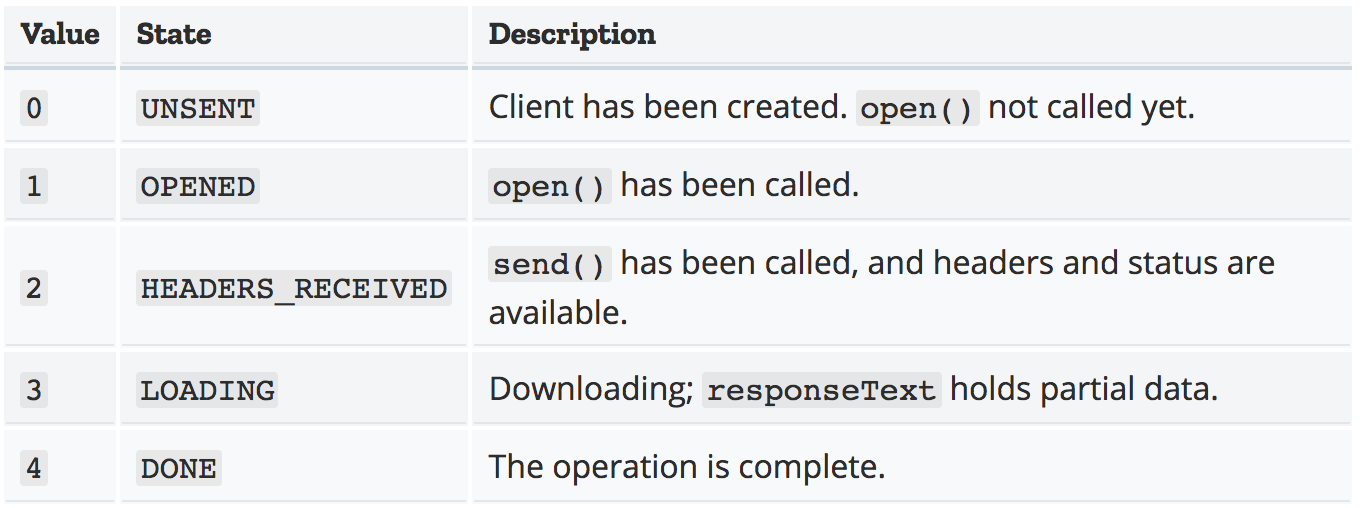 Value State Description
0 UNSENT Client has been created. open() not called yet.
1 OPENED open() has been called.
2 HEADERS_RECEIVED send() has been called, and headers and status are
available.
3 LOADING Downloading; responseText holds partial data.
4 DONE The operation is complete.